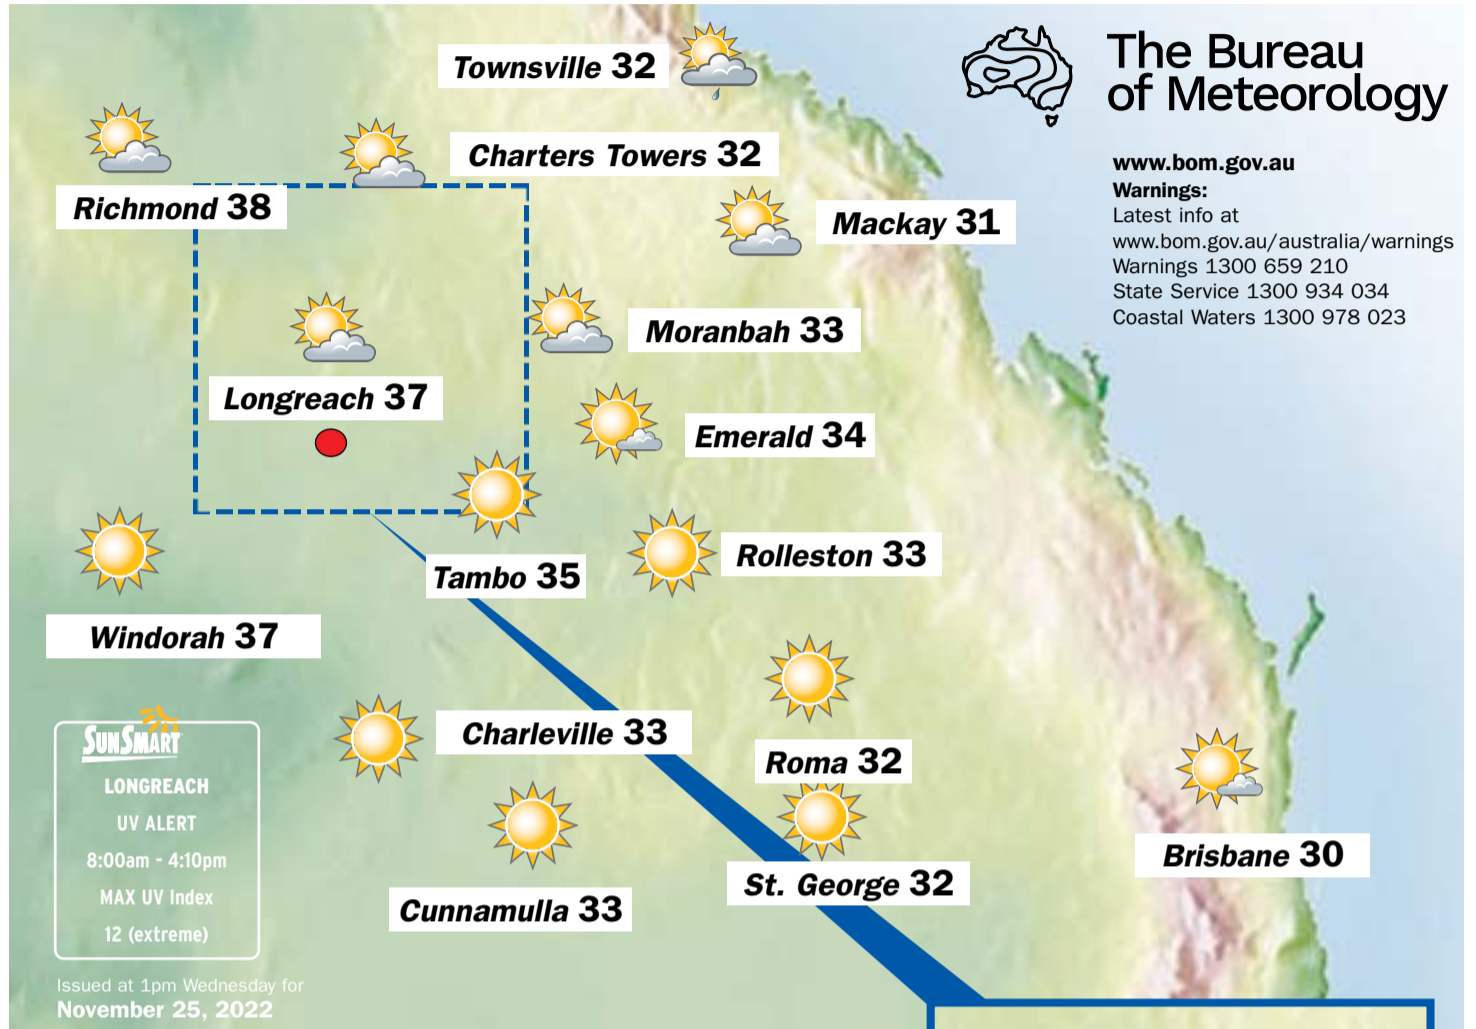 Townsville 32
The Bureau
of Meteorology
Charters Towers 32
www.bom.gov.au
Warnings:
Latest info at
www.bom.gov.au/australia/warnings
Warnings 1300 659 210
State Service 1300 934 034
Coastal Waters 1300 978 023
Richmond 38
Mackay 31
Moranbah 33
Longreach 37
Emerald 34
Rolleston 33
Tambo 35
Windorah 37
Charleville 33
Roma 32
Brisbane 30
St. George 32
Cunnamulla 33
SUNSMART
LONGREACH
UV ALERT
8:00am - 4:10pm
MAX UV Index
12 (extreme)
Issued at 1pm Wednesday for
November 25, 2022